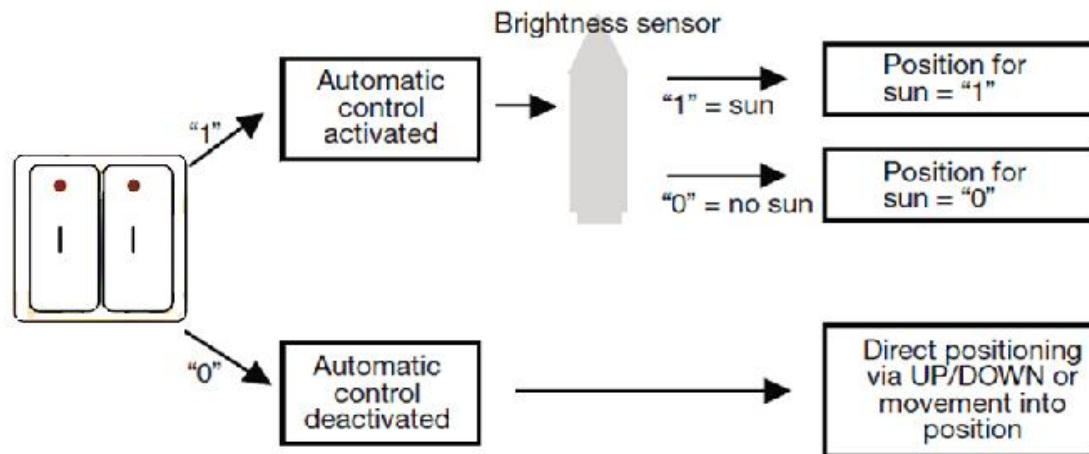 Brightness sensor
“1”
Automatic
control
activated
“1” = sun
Position for
sun = “1”
“0” = no sun
Position for
sun = “0”
“0”
Automatic
control
deactivated
Direct positioning
via UP/DOWN or
movement into
position